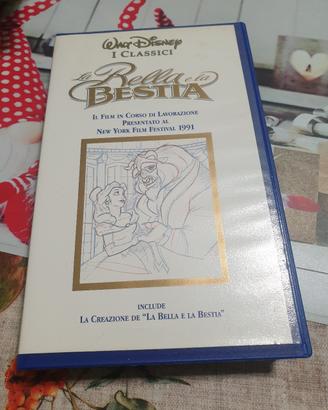 WALT DISNEY
I CLASSICI
La Bella e la
BESTIA
IL FILM IN CORSO DI LAVORAZIONE
PRESENTATO AL
NEW YORK FILM FESTIVAL 1991
INCLUDE
LA CREAZIONE DE "LA BELLA E LA BESTIA"